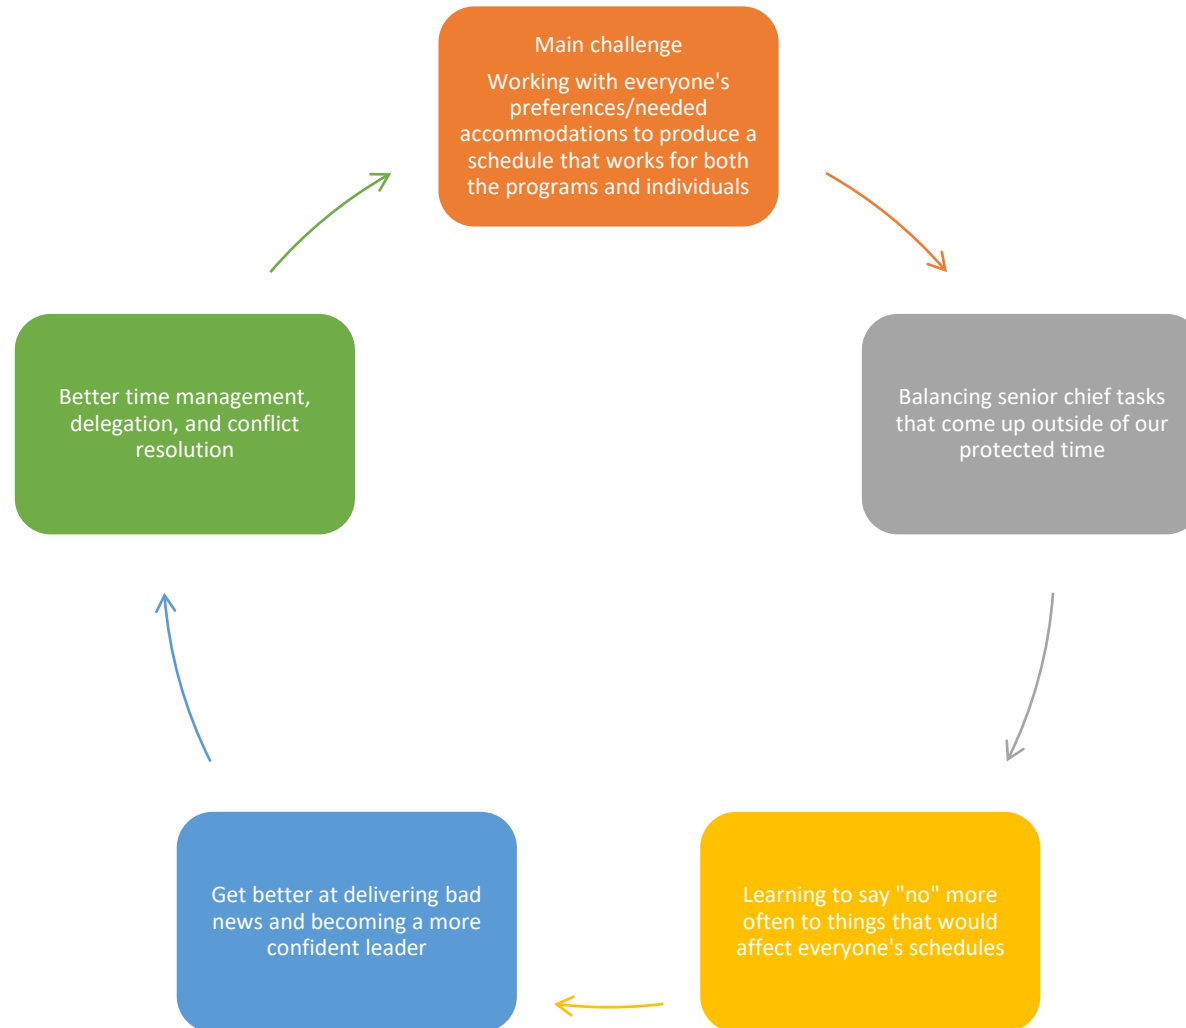 Main challenge
Working with everyone's
preferences/needed
accommodations to produce a
schedule that works for both
the programs and individuals
Balancing senior chief tasks
that come up outside of our
protected time
Learning to say "no" more
often to things that would
affect everyone's schedules
Get better at delivering bad
news and becoming a more
confident leader
Better time management,
delegation, and conflict
resolution